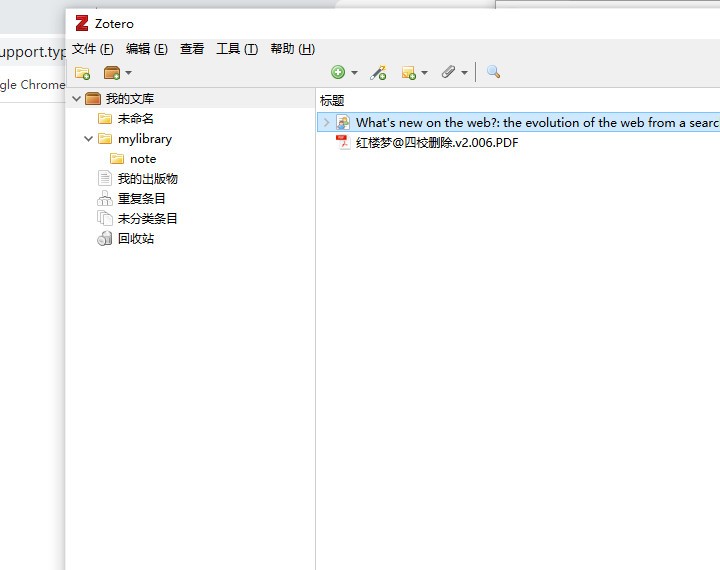 Zotero
upport.typ
文件 (F) 编辑 (E) 查看 工具 (T) 帮助 (H)
gle Chrome
我的文库
未命名
mylibrary
note
我的出版物
重复条目
未分类条目
回收站
标题
What's new on the web?: the evolution of the web from a searc
红楼梦@四校删除.v2.006.PDF